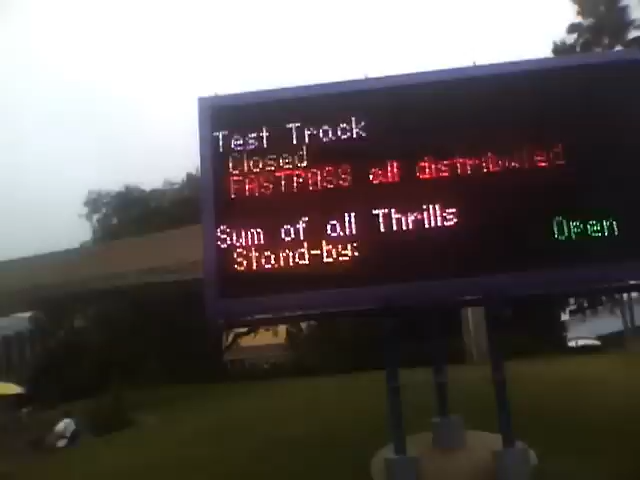 Test Track
Closed
FASTPASS all distributed
Sum of all Thrills
Stand-by: Open